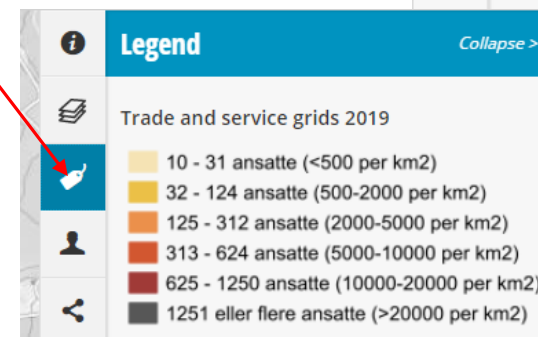 Legend
Collapse >
Trade and service grids 2019
10 - 31 ansatte (<500 per km2)
32 - 124 ansatte (500-2000 per km2)
125 - 312 ansatte (2000-5000 per km2)
313 - 624 ansatte (5000-10000 per km2)
625 - 1250 ansatte (10000-20000 per km2)
1251 eller flere ansatte (>20000 per km2)